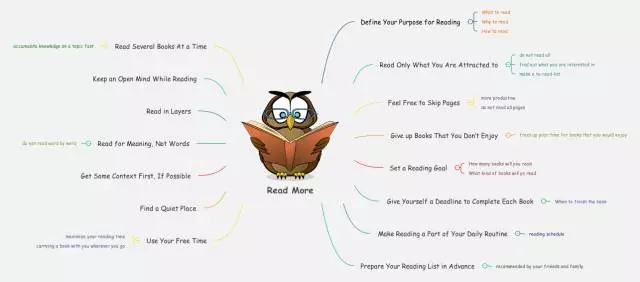 Read More
Define Your Purpose for Reading
What to read
Why to read
How to read
Read Only What You Are Attracted to
do not read all
find out what you are interested in
make a to-read-list
Feel Free to Skip Pages
more productive
do not read all pages
Give up Books That You Don't Enjoy
frees up your time for books that you would enjoy
Set a Reading Goal
How many books will you read
What kind of books will yo read
Give Yourself a Deadline to Complete Each Book
When to finish the book
Make Reading a Part of Your Daily Routine
reading schedule
Prepare Your Reading List in Advance
recommended by your friends and family
Read Several Books At a Time
accumulate knowledge on a topic fast
Keep an Open Mind While Reading
Read in Layers
Read for Meaning, Not Words
do not read word by word
Get Some Context First, If Possible
Find a Quiet Place
Use Your Free Time
maximize your reading time
carrying a book with you wherever you go